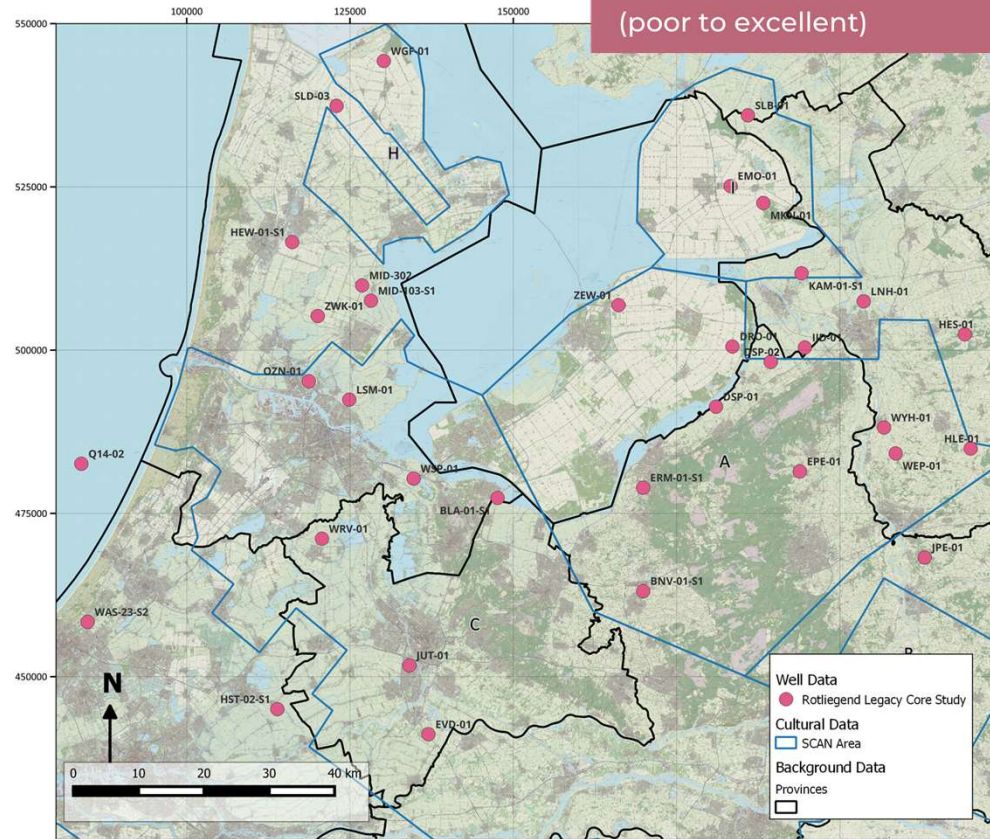 (poor to excellent)
100000
125000
150000
550000
525000
500000
475000
450000
WGF-01
SLD-03
H
SLB-01
EMO-01
HEW-01-S1
MID-302
MID-103-S1
ZWK-01
ZEW-01
KAM-01-S1
LNH-01
HES-01
DRO-01
IJD-01
DSP-02
OZN-01
LSM-01
DSP-01
WYH-01
HLE-01
WEP-01
Q14-02
WSP-01
A
EPE-01
ERM-01-S1
BLA-01-S1
WRV-01
JPE-01
BNV-01-S1
WAS-23-S2
C
JUT-01
HST-02-S1
EVD-01
N
0 10 20 30 40 km
Well Data
Rotliegend Legacy Core Study
Cultural Data
SCAN Area
Background Data
Provinces